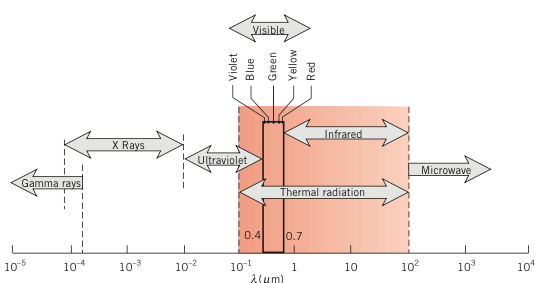 Visible
Violet
Blue
Green
Yellow
Red
Infrared
X Rays
Ultraviolet
Microwave
Gamma rays
Thermal radiation
0.4 0.7
10⁻⁵ 10⁻⁴ 10⁻³ 10⁻² 10⁻¹ 1 10 10² 10³ 10⁴
λ(μm)